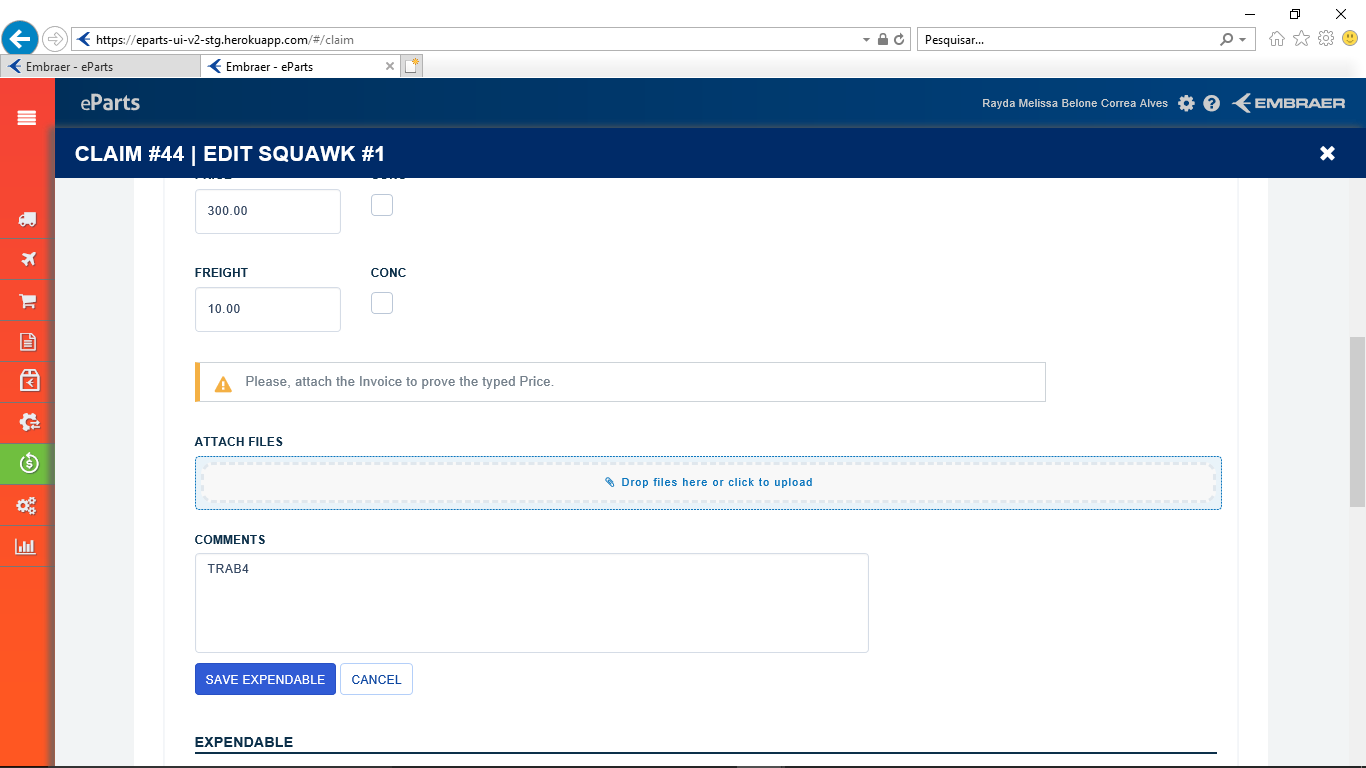 https://eparts-ui-v2-stg.herokuapp.com/#/claim
Pesquisar...
Embraer - eParts
Embraer - eParts
eParts
Rayda Melissa Belone Correa Alves
EMBRAER
CLAIM #44 | EDIT SQUAWK #1
300.00
FREIGHT
CONC
10.00
Please, attach the Invoice to prove the typed Price.
ATTACH FILES
Drop files here or click to upload
COMMENTS
TRAB4
SAVE EXPENDABLE
CANCEL
EXPENDABLE